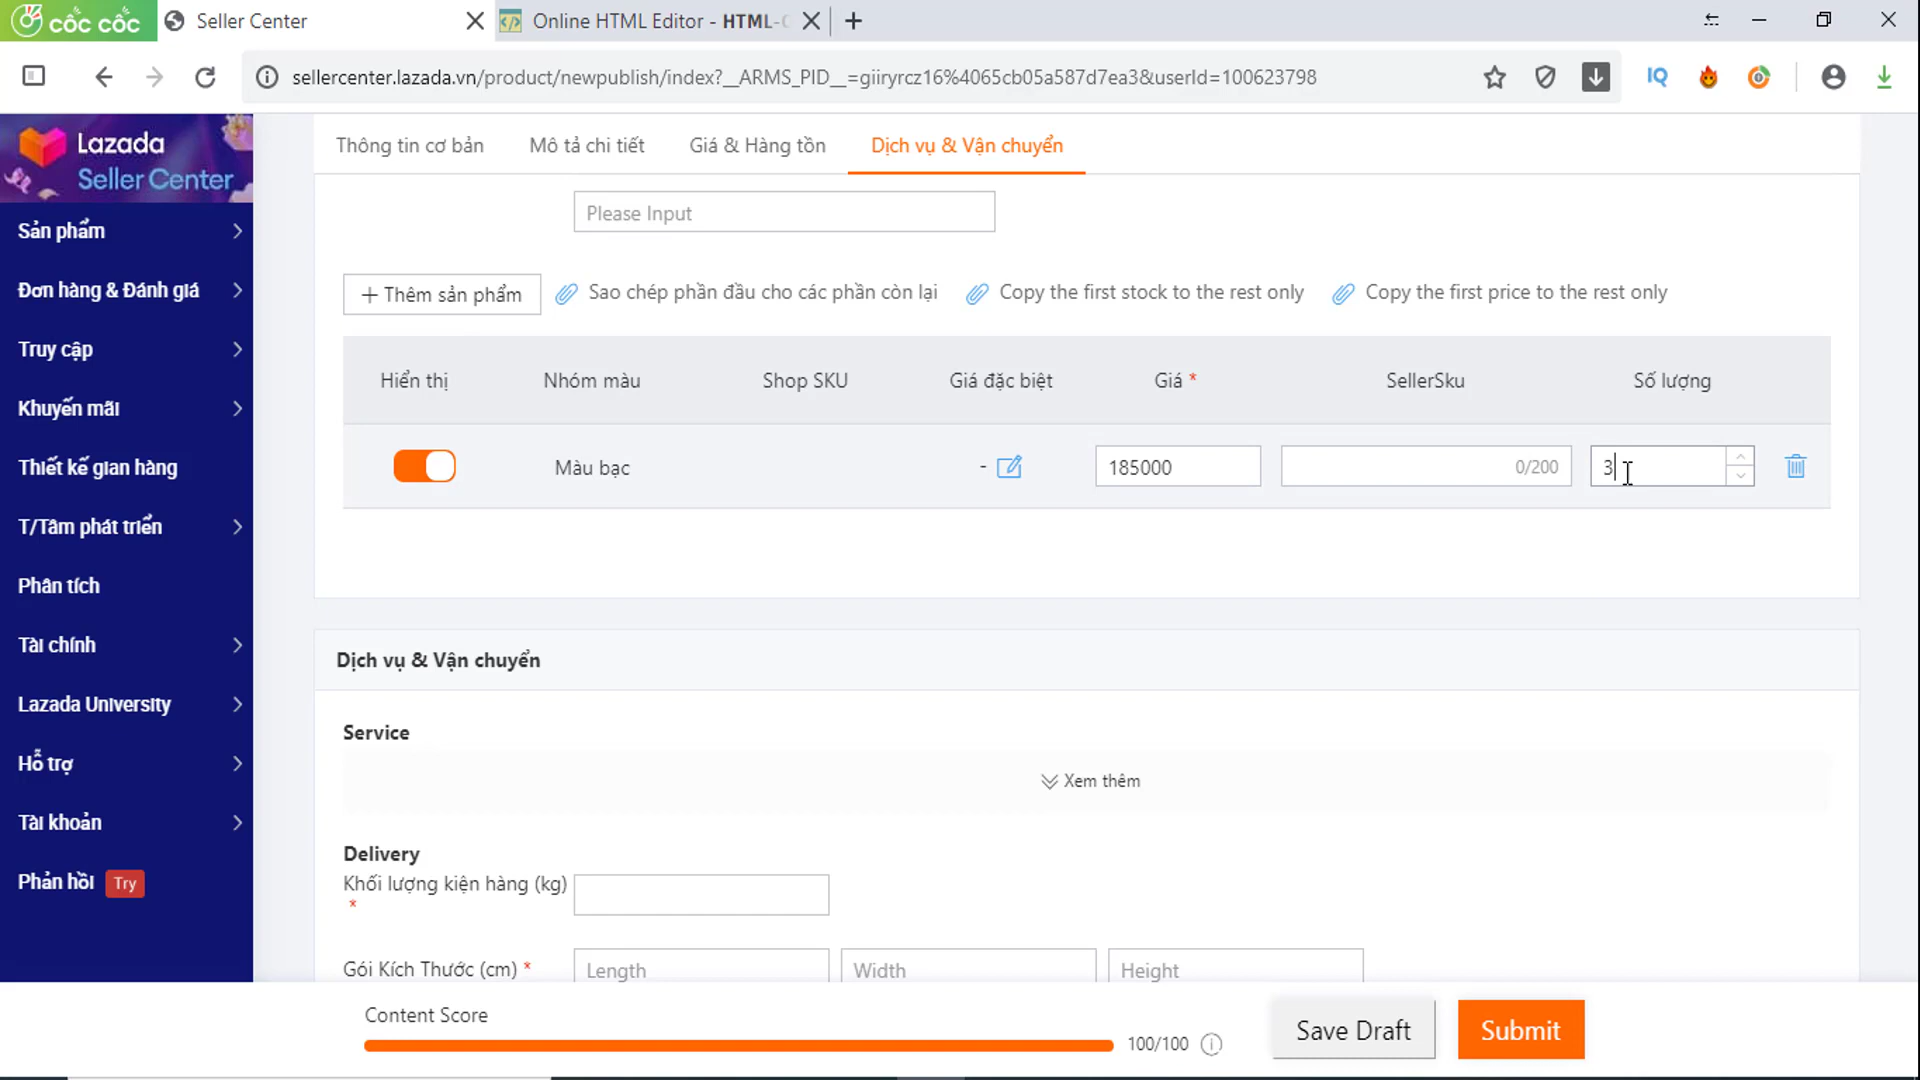 cốc cốc
Seller Center
Online HTML Editor - HTML-
sellercenter.lazada.vn/product/newpublish/index?__ARMS_PID__=giiryrcz16%4065cb05a587d7ea3&userId=100623798
IQ
Lazada
Seller Center
Sản phẩm
Đơn hàng & Đánh giá
Truy cập
Khuyến mãi
Thiết kế gian hàng
T/Tâm phát triển
Phân tích
Tài chính
Lazada University
Hỗ trợ
Tài khoản
Phản hồi Try
Thông tin cơ bản Mô tả chi tiết Giá & Hàng tồn Dịch vụ & Vận chuyển
Please Input
+ Thêm sản phẩm Sao chép phần đầu cho các phần còn lại Copy the first stock to the rest only Copy the first price to the rest only
Hiển thị Nhóm màu Shop SKU Giá đặc biệt Giá * SellerSku Số lượng
Màu bạc - 185000 0/200 3
Dịch vụ & Vận chuyển
Service
Xem thêm
Delivery
Khối lượng kiện hàng (kg)
*
Gói Kích Thước (cm) * Length Width Height
Content Score
100/100
Save Draft
Submit